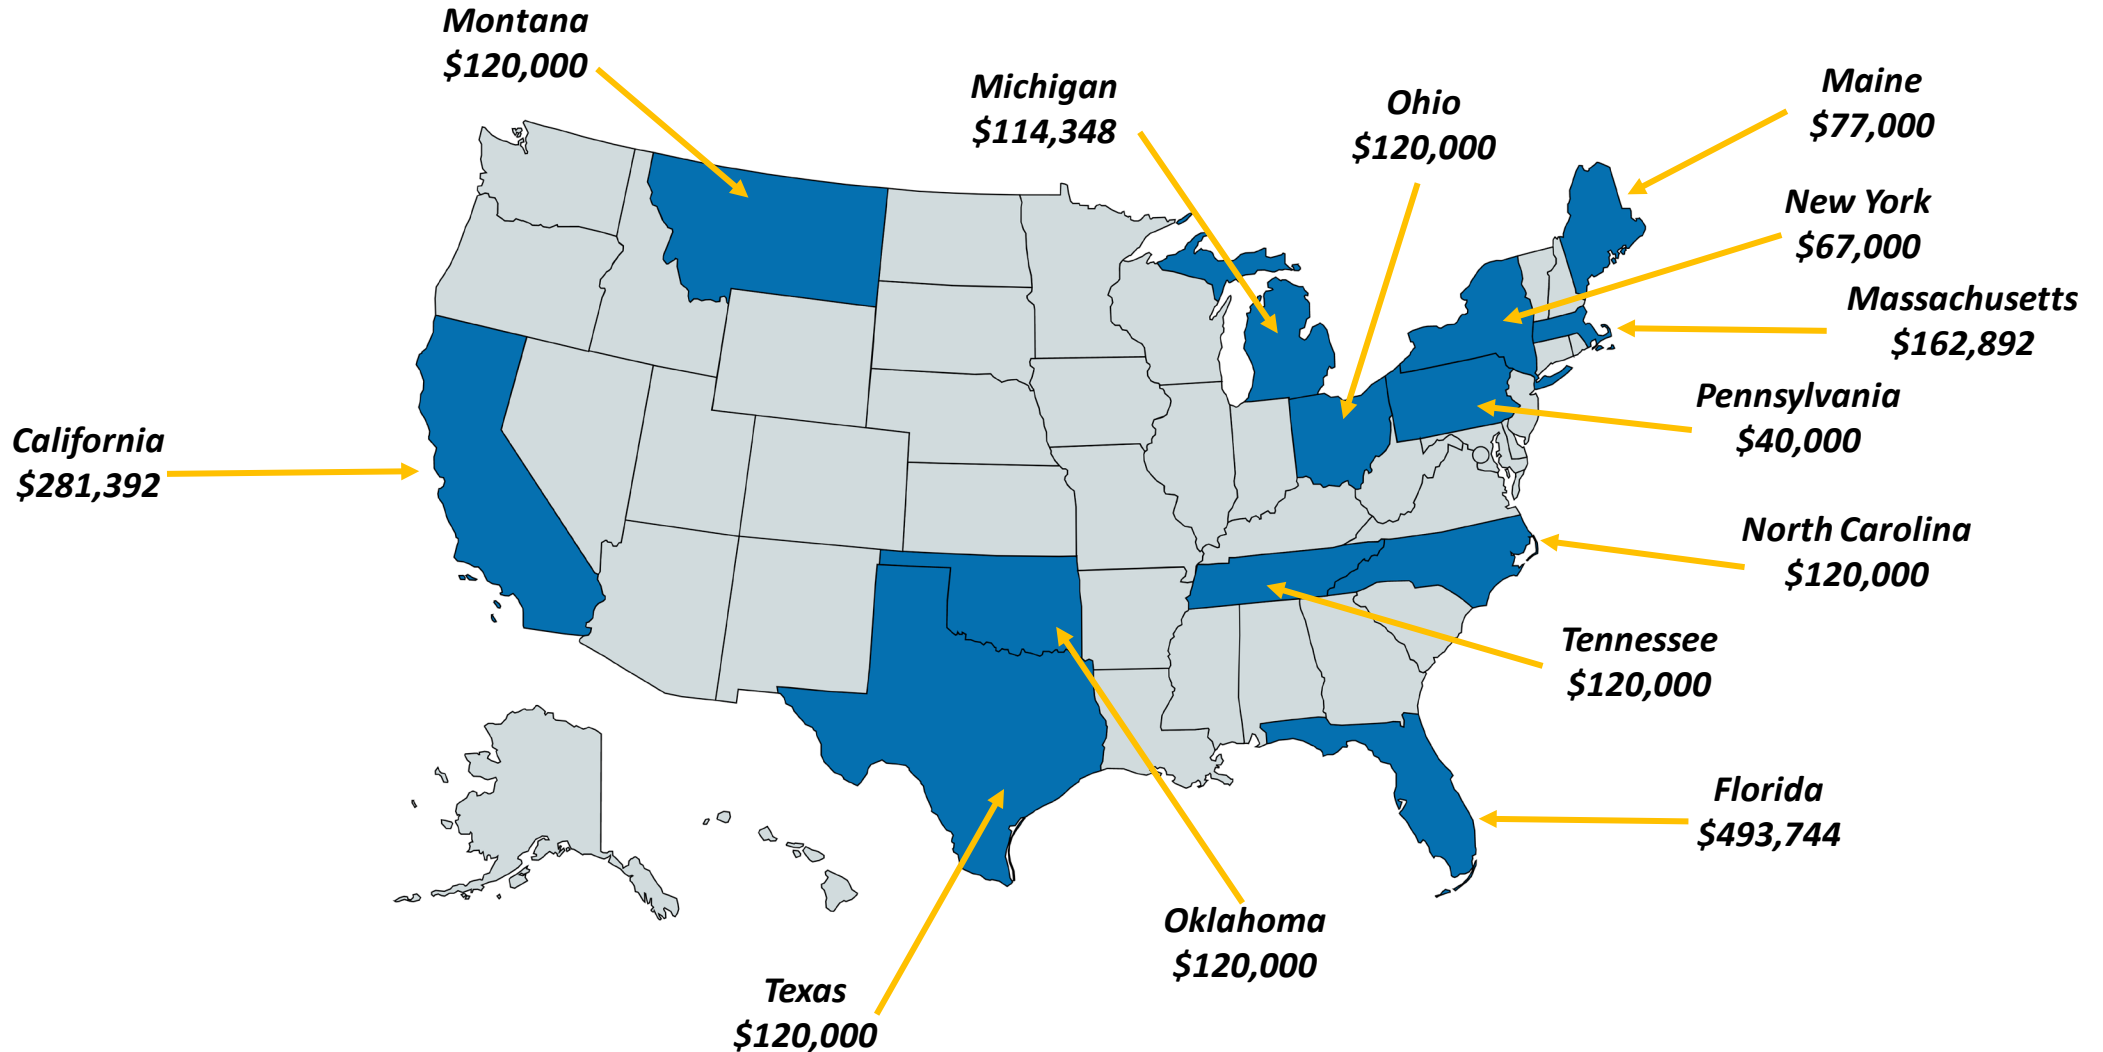 Montana
$120,000
Michigan
$114,348
Ohio
$120,000
Maine
$77,000
New York
$67,000
Massachusetts
$162,892
Pennsylvania
$40,000
California
$281,392
North Carolina
$120,000
Tennessee
$120,000
Florida
$493,744
Oklahoma
$120,000
Texas
$120,000